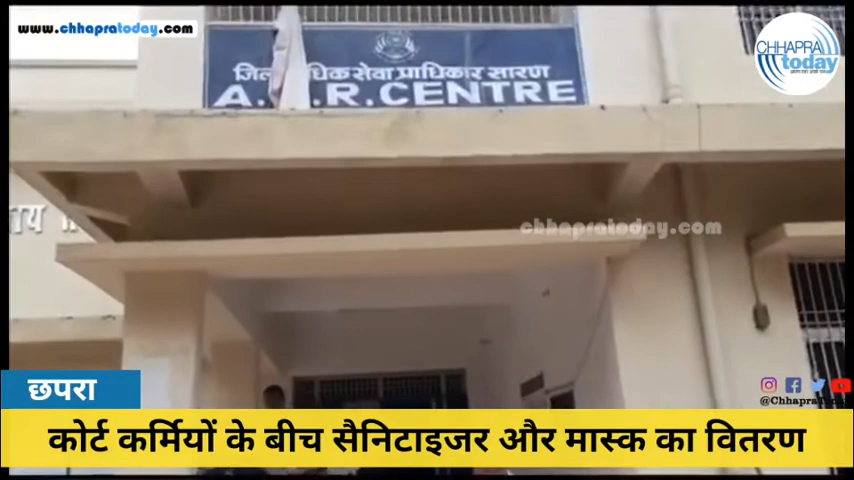 www.chhapratoday.com
CHHAPRA
today
जिला विधिक सेवा प्राधिकार सारण
A. R. CENTRE
chhapratoday.com
छपरा
@ChhapraToday
कोर्ट कर्मियों के बीच सैनिटाइजर और मास्क का वितरण